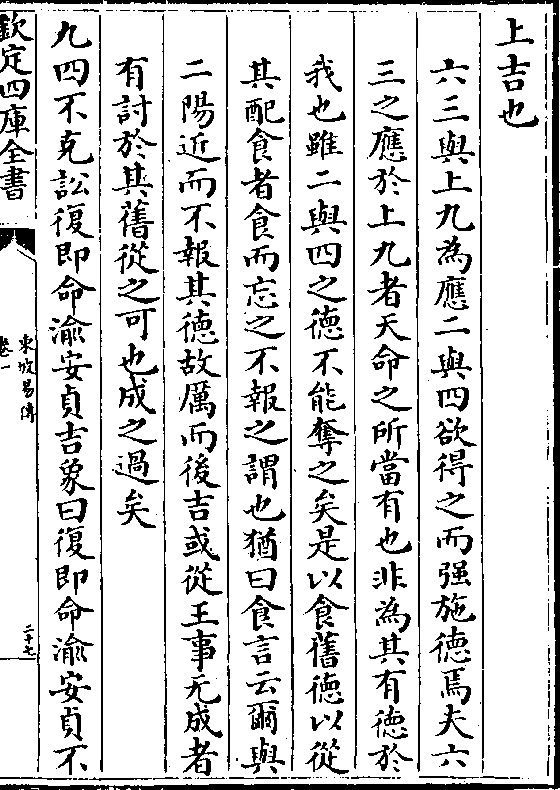 上吉也
六三與上九為應二與四欲得之而强施德焉夫六
三之應於上九者天命之所當有也非為其有德於
我也雖二與四之德不能奪之矣是以食舊德以從
其配食者食而忘之不報之謂也猶曰食言云爾與
二陽近而不報其德故厲而後吉或從王事无成者
有討於其舊從之可也成之過矣
九四不克訟復即命渝安貞吉象曰復即命渝安貞不
欽定四庫全書
東坡易傳
卷一
二十七